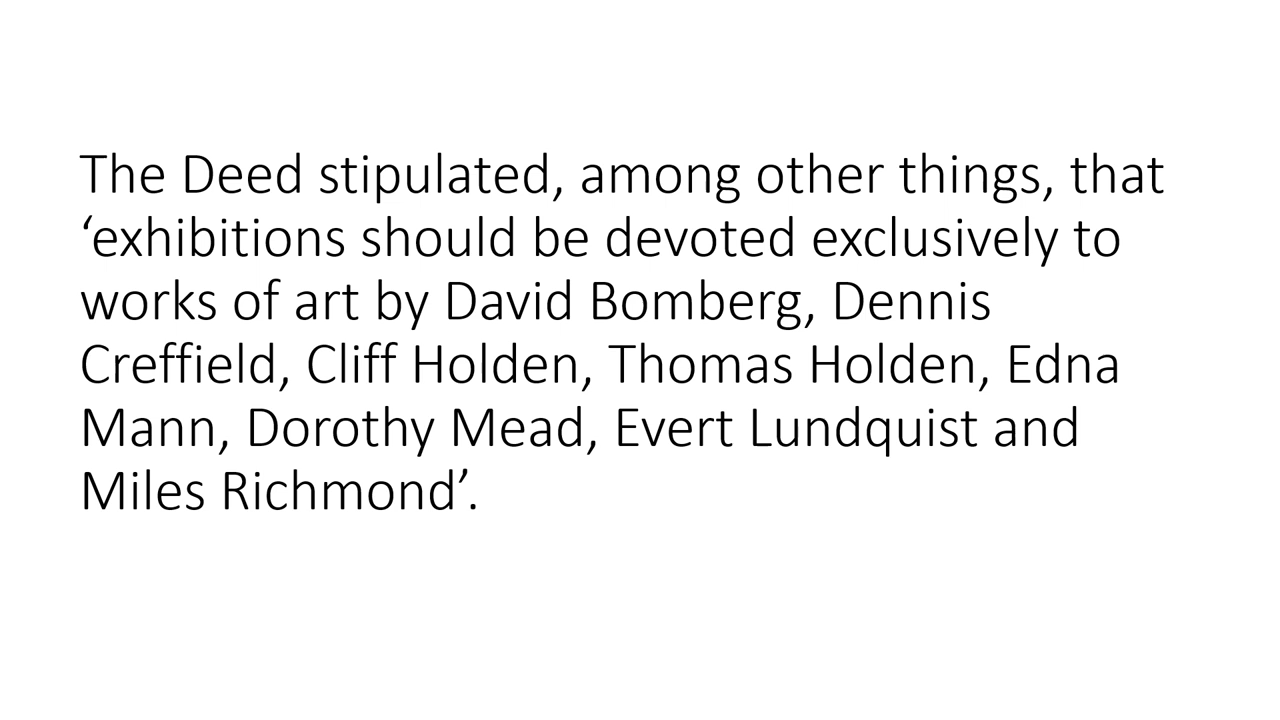 The Deed stipulated, among other things, that
‘exhibitions should be devoted exclusively to
works of art by David Bomberg, Dennis
Creffield, Cliff Holden, Thomas Holden, Edna
Mann, Dorothy Mead, Evert Lundquist and
Miles Richmond’.